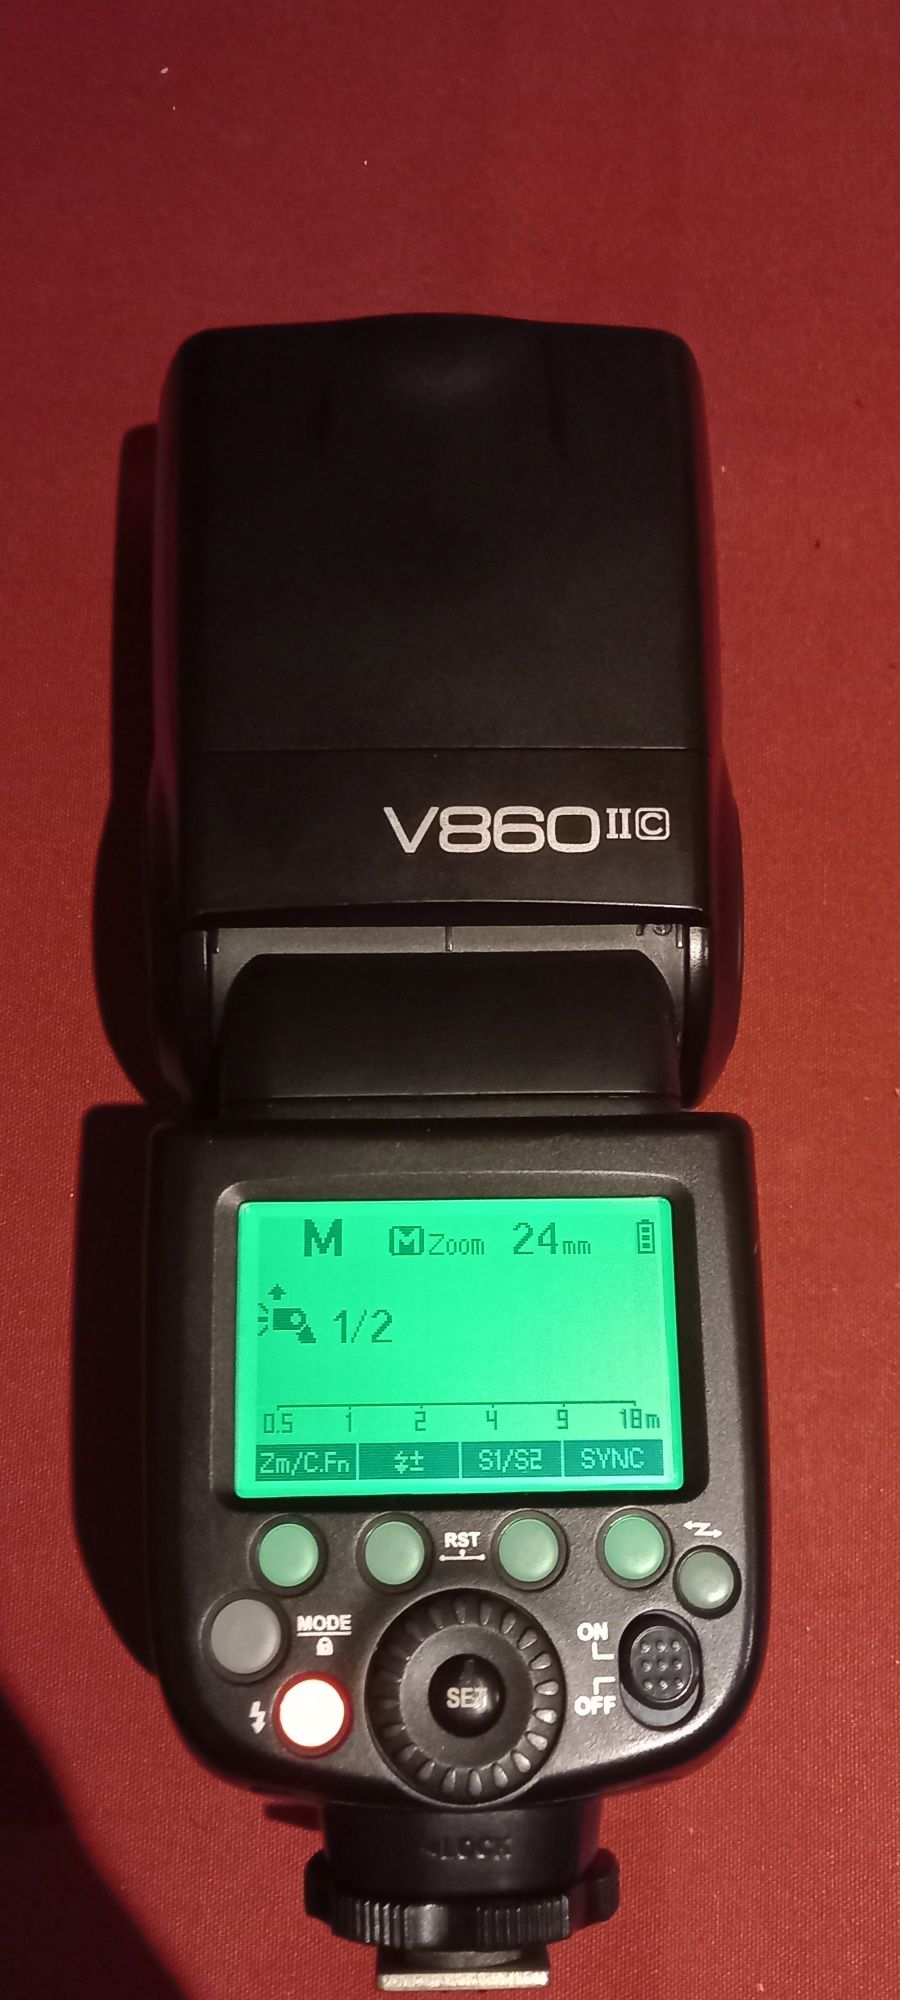 V860IIC
M M Zoom 24mm
1/2
0.5 1 2 4 9 18m
Zm/C.Fn ± S1/S2 SYNC
RST
MODE
ON
OFF
SET
LOCK